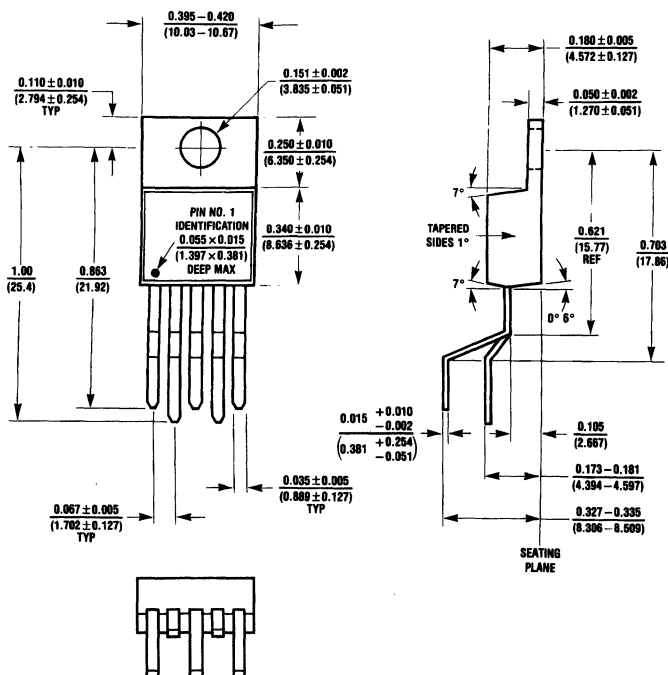 0.395 – 0.420
(10.03 – 10.67)
0.110 ± 0.010
(2.794 ± 0.254)
TYP
0.151 ± 0.002
(3.835 ± 0.051)
0.250 ± 0.010
(6.350 ± 0.254)
PIN NO. 1
IDENTIFICATION
0.055 × 0.015
(1.397 × 0.381)
DEEP MAX
0.340 ± 0.010
(8.636 ± 0.254)
1.00
(25.4)
0.863
(21.92)
0.067 ± 0.005
(1.702 ± 0.127)
TYP
0.035 ± 0.005
(0.889 ± 0.127)
TYP
0.180 ± 0.005
(4.572 ± 0.127)
0.050 ± 0.002
(1.270 ± 0.051)
7°
TAPERED
SIDES 1°
0.621
(15.77)
REF
0.703
(17.86)
7°
0° 6°
0.015 +0.010
−0.002
(0.381 +0.254
−0.051)
0.105
(2.667)
0.173 – 0.181
(4.394 – 4.597)
0.327 – 0.335
(8.306 – 8.509)
SEATING
PLANE